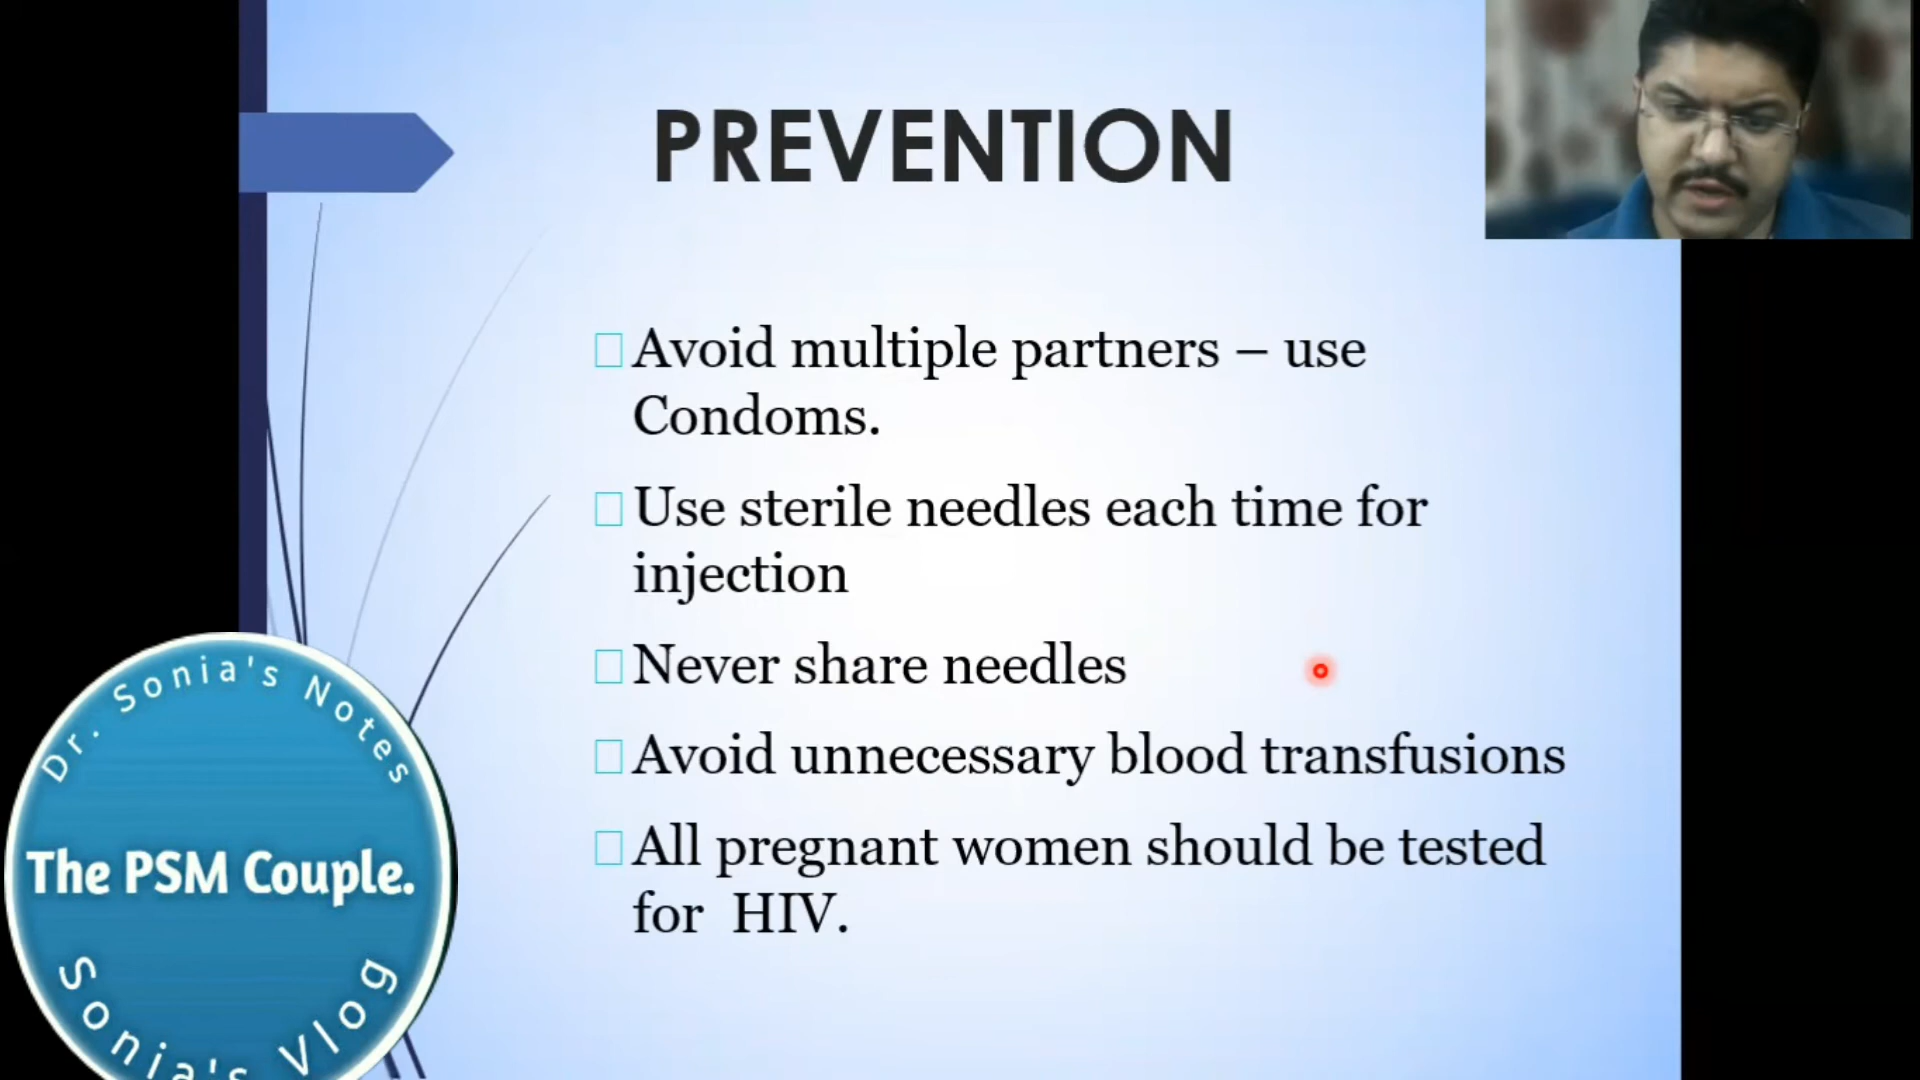 PREVENTION
Avoid multiple partners – use
Condoms.
Use sterile needles each time for
injection
Never share needles
Avoid unnecessary blood transfusions
All pregnant women should be tested
for HIV.
Dr. Sonia's Notes
The PSM Couple.
Sonia's Vlog